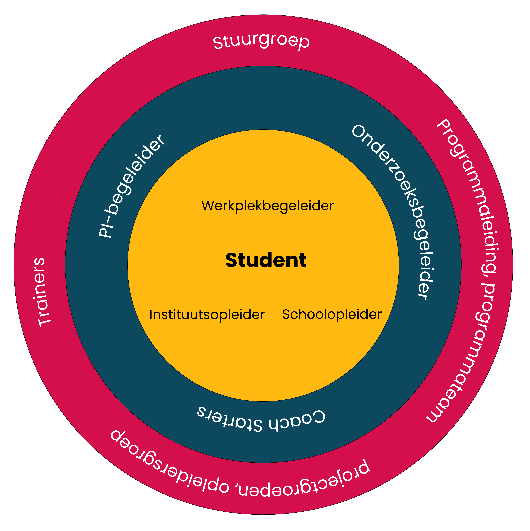 Stuurgroep
Programmaleiding, programmateam
projectgroepen, opleidersgroep
Trainers
PI-begeleider
Onderzoeksbegeleider
Coach Starters
Werkplekbegeleider
Student
Instituutsopleider
Schoolopleider